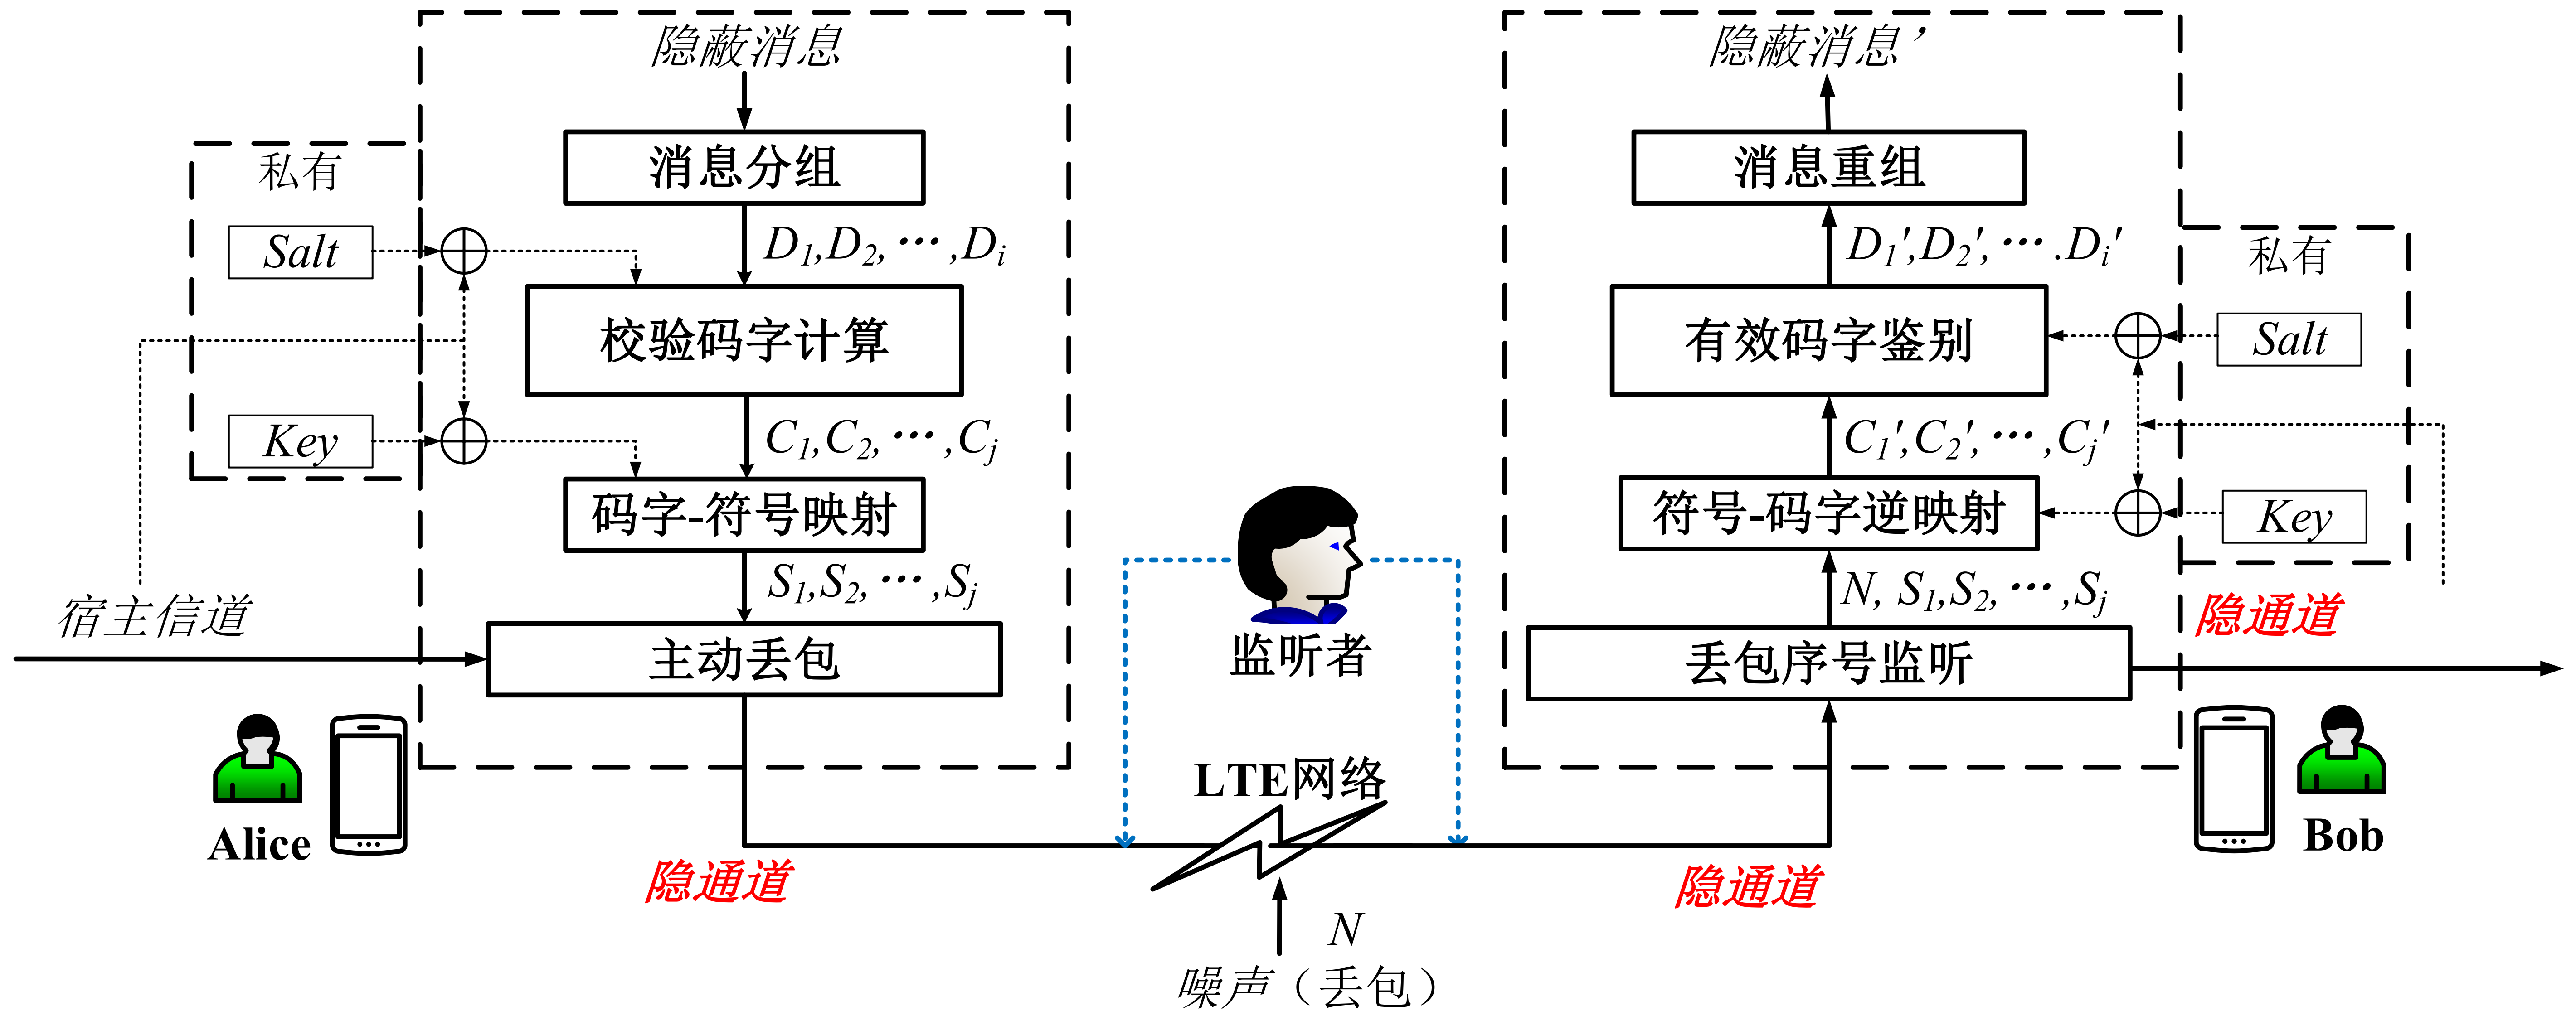 隐蔽消息
消息分组
私有
Salt
D1,D2,⋯,Di
校验码字计算
Key
C1,C2,⋯,Cj
码字-符号映射
S1,S2,⋯,Sj
宿主信道
主动丢包
Alice
隐通道
监听者
LTE网络
N
噪声（丢包）
隐蔽消息’
消息重组
D1',D2',⋯.Di'
私有
有效码字鉴别
Salt
C1',C2',⋯,Cj'
符号-码字逆映射
Key
N, S1,S2,⋯,Sj
隐通道
丢包序号监听
Bob
隐通道